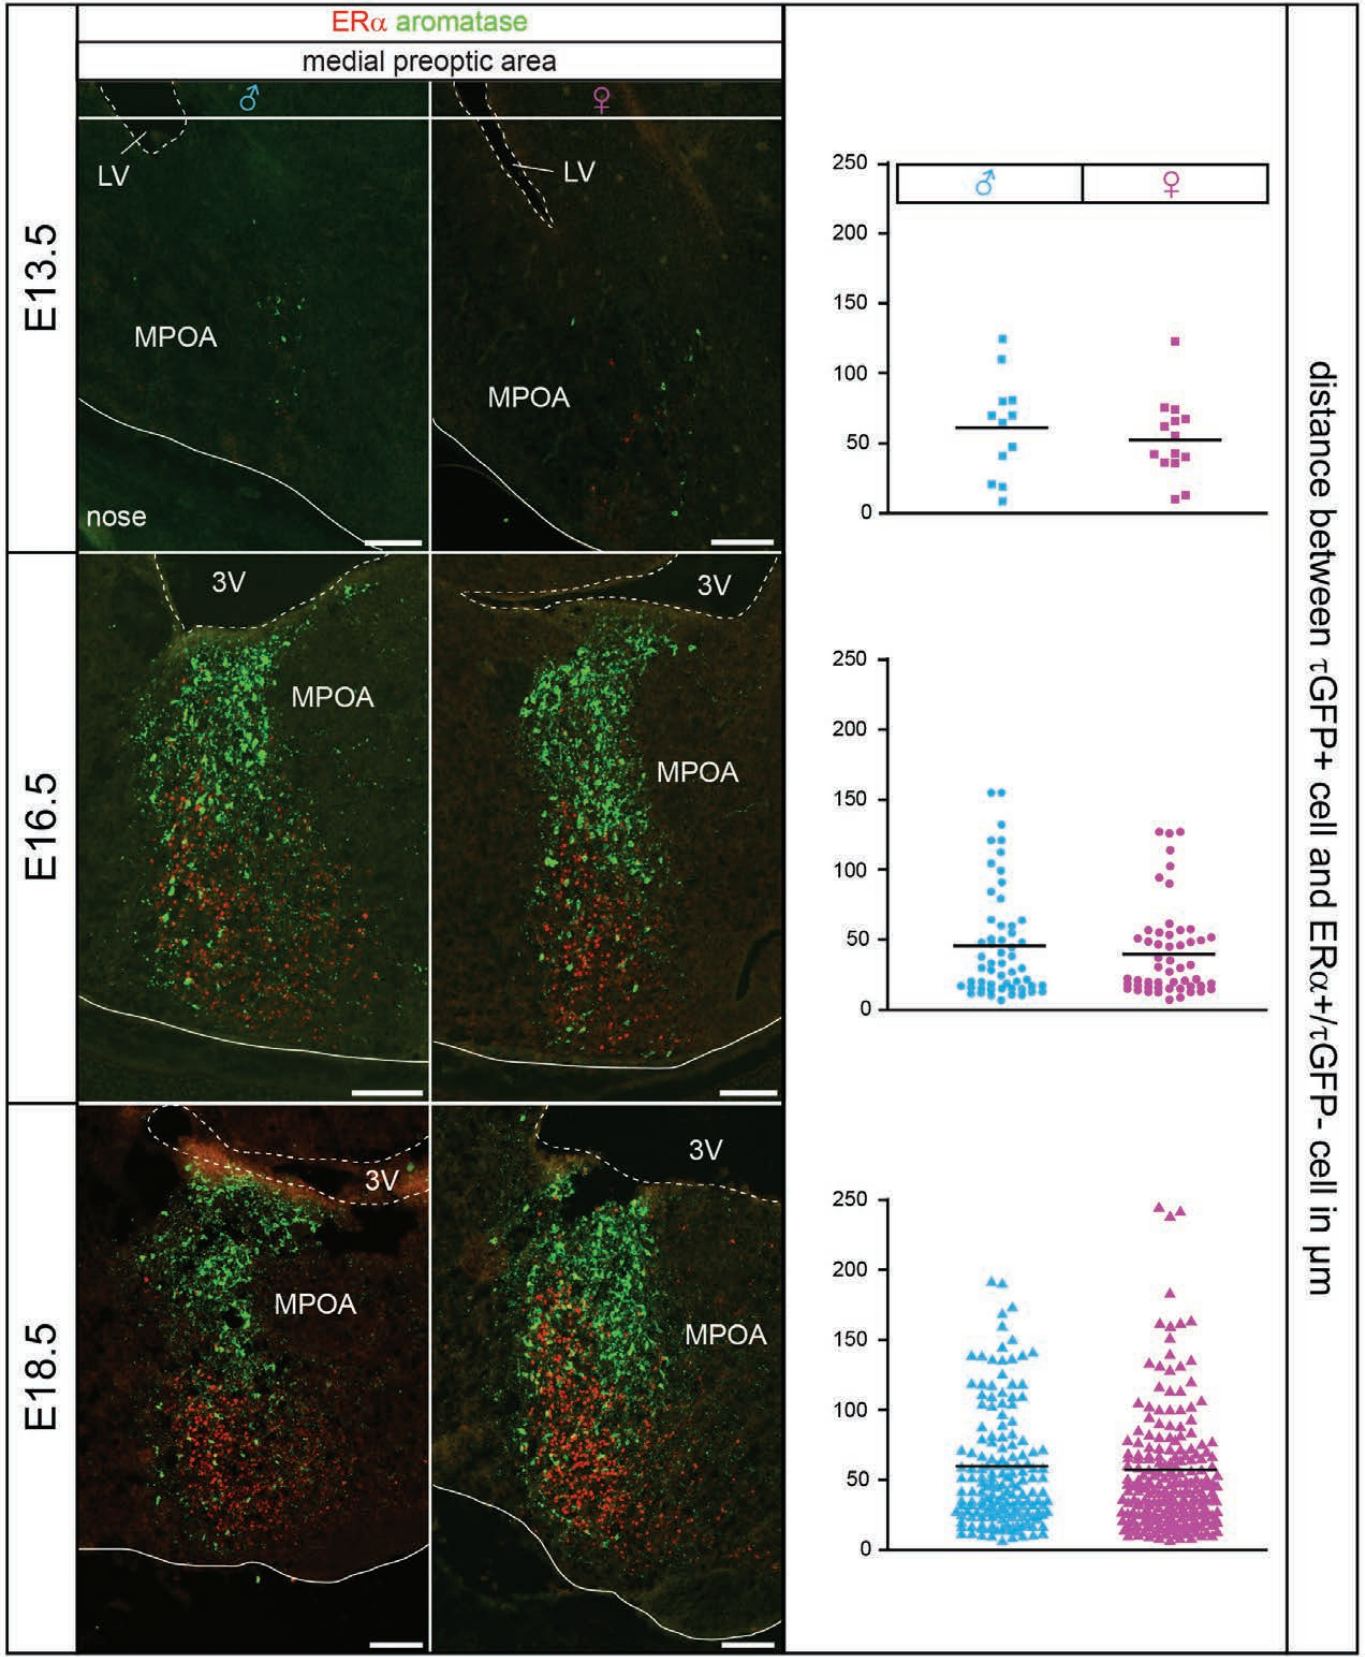 ERα aromatase
medial preoptic area
♂ ♀
E13.5
LV
LV
MPOA
MPOA
nose
250
200
150
100
50
0
♂ ♀
E16.5
3V
3V
MPOA
MPOA
250
200
150
100
50
0
E18.5
3V
3V
MPOA
MPOA
250
200
150
100
50
0
distance between τGFP+ cell and ERα+/τGFP- cell in µm